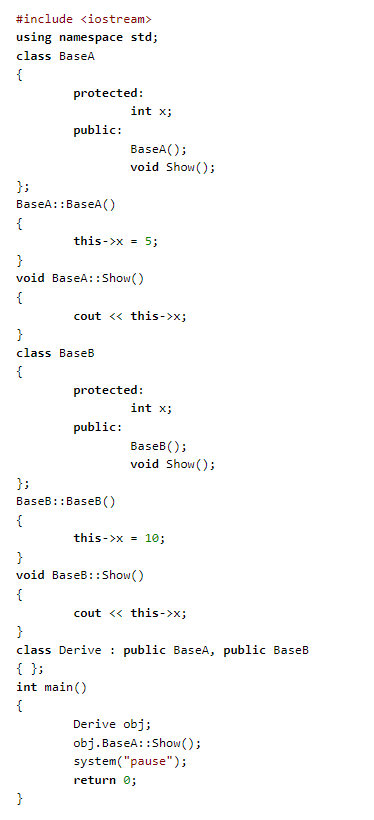 #include <iostream>
using namespace std;
class BaseA
{
        protected:
                int x;
        public:
                BaseA();
                void Show();
};
BaseA::BaseA()
{
        this->x = 5;
}
void BaseA::Show()
{
        cout << this->x;
}
class BaseB
{
        protected:
                int x;
        public:
                BaseB();
                void Show();
};
BaseB::BaseB()
{
        this->x = 10;
}
void BaseB::Show()
{
        cout << this->x;
}
class Derive : public BaseA, public BaseB
{ };
int main()
{
        Derive obj;
        obj.BaseA::Show();
        system("pause");
        return 0;
}